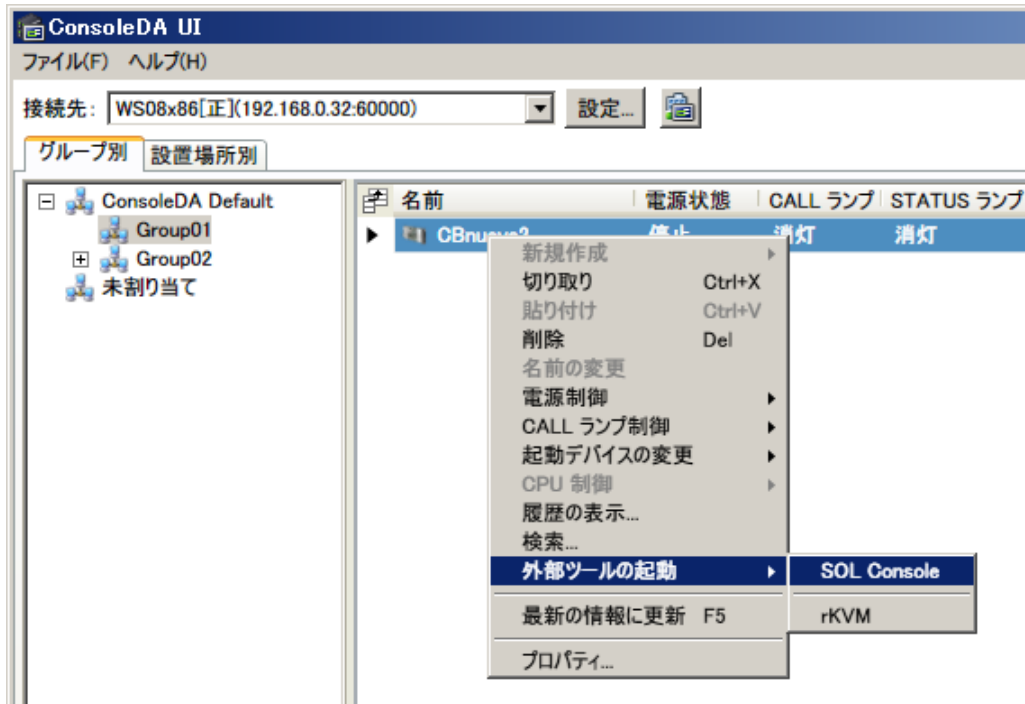 ConsoleDA UI
ファイル(F) ヘルプ(H)
接続先: WS08x86[正](192.168.0.32:60000) 設定...
グループ別 設置場所別
ConsoleDA Default
Group01
Group02
未割り当て
名前 電源状態 CALL ランプ STATUS ランプ
停止 消灯 消灯
新規作成
切り取り Ctrl+X
貼り付け Ctrl+V
削除 Del
名前の変更
電源制御
CALL ランプ制御
起動デバイスの変更
CPU 制御
履歴の表示...
検索...
外部ツールの起動
SOL Console
最新の情報に更新 F5
rKVM
プロパティ...